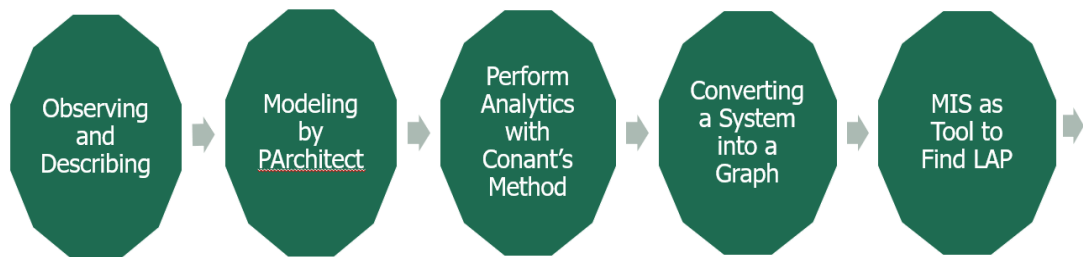 Observing
and
Describing
Modeling
by
PArchitect
Perform
Analytics
with
Conant’s
Method
Converting
a System
into a
Graph
MIS as
Tool to
Find LAP